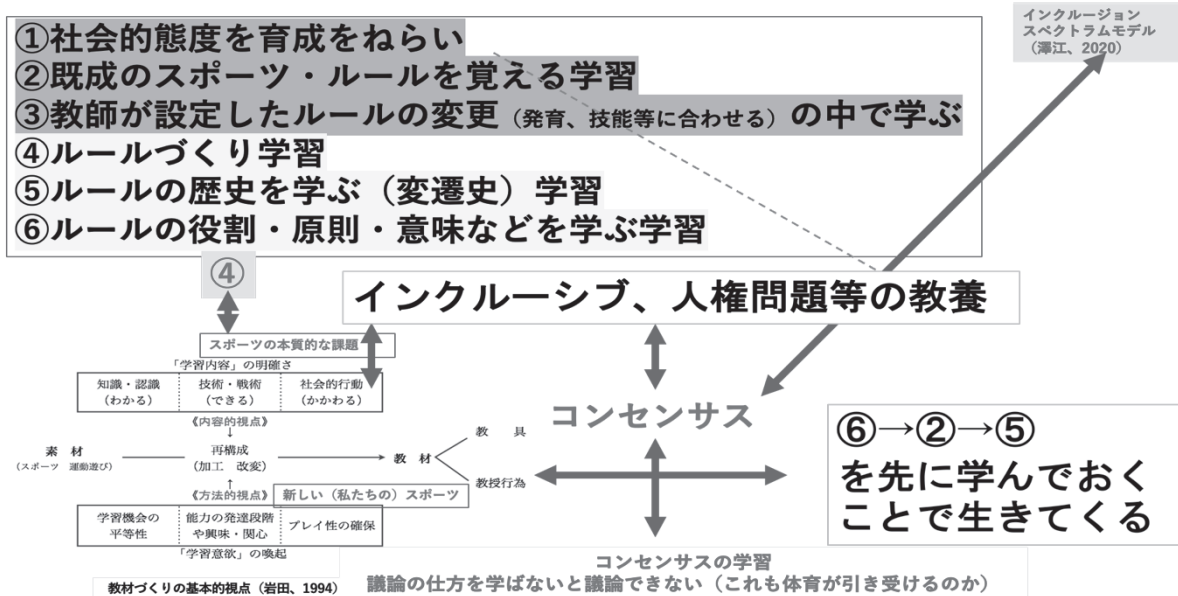 ①社会的態度を育成をねらい
②既成のスポーツ・ルールを覚える学習
③教師が設定したルールの変更（発育、技能等に合わせる）の中で学ぶ
④ルールづくり学習
⑤ルールの歴史を学ぶ（変遷史）学習
⑥ルールの役割・原則・意味などを学ぶ学習
インクルージョン
スペクトラムモデル
（澤江、2020）
④
インクルーシブ、人権問題等の教養
スポーツの本質的な課題
「学習内容」の明確さ
知識・認識
（わかる）
技術・戦術
（できる）
社会的行動
（かかわる）
《内容的視点》
↓
素　材
（スポーツ　運動遊び）
再構成
（加工　改変）
教　材
教　具
教授行為
↑
《方法的視点》
新しい（私たちの）スポーツ
学習機会の
平等性
能力の発達段階
や興味・関心
プレイ性の確保
「学習意欲」の喚起
教材づくりの基本的視点（岩田、1994）
コンセンサス
⑥→②→⑤
を先に学んでおく
ことで生きてくる
コンセンサスの学習
議論の仕方を学ばないと議論できない（これも体育が引き受けるのか）